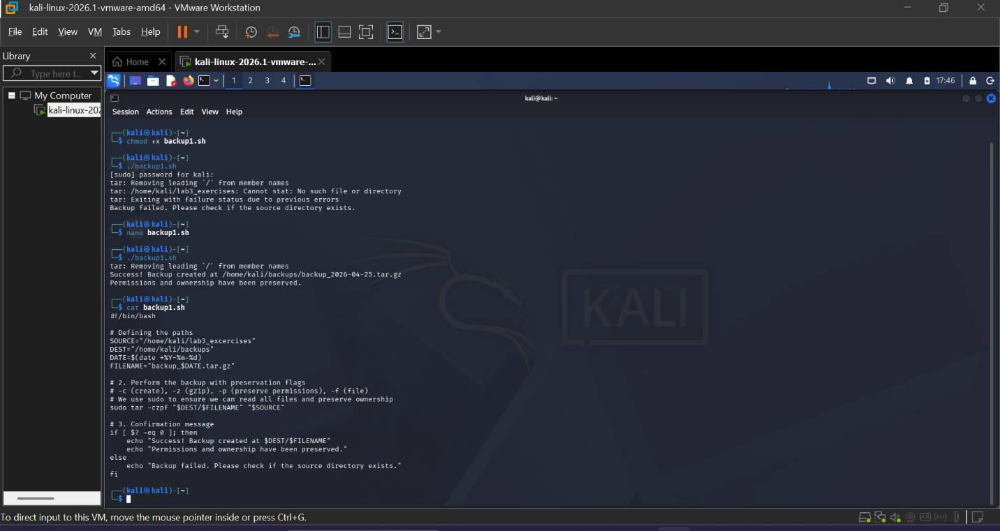 kali-linux-2026.1-vmware-amd64 - VMware Workstation
File Edit View VM Tabs Help
Library
Type here t...
My Computer
kali-linux-202
Home
kali-linux-2026.1-vmware-...
1 2 3 4
17:46
kali@kali: ~
Session Actions Edit View Help
┌──(kali㉿kali)-[~]
└─$ chmod +x backup1.sh
┌──(kali㉿kali)-[~]
└─$ ./backup1.sh
[sudo] password for kali:
tar: Removing leading `/' from member names
tar: /home/kali/lab3_exercises: Cannot stat: No such file or directory
tar: Exiting with failure status due to previous errors
Backup failed. Please check if the source directory exists.
┌──(kali㉿kali)-[~]
└─$ nano backup1.sh
┌──(kali㉿kali)-[~]
└─$ ./backup1.sh
tar: Removing leading `/' from member names
Success! Backup created at /home/kali/backups/backup_2026-04-25.tar.gz
Permissions and ownership have been preserved.
┌──(kali㉿kali)-[~]
└─$ cat backup1.sh
#!/bin/bash
# Defining the paths
SOURCE="/home/kali/lab3_excercises"
DEST="/home/kali/backups"
DATE=$(date +%Y-%m-%d)
FILENAME="backup_$DATE.tar.gz"
# 2. Perform the backup with preservation flags
# -c (create), -z (gzip), -p (preserve permissions), -f (file)
# We use sudo to ensure we can read all files and preserve ownership
sudo tar -czpf "$DEST/$FILENAME" "$SOURCE"
# 3. Confirmation message
if [ $? -eq 0 ]; then
    echo "Success! Backup created at $DEST/$FILENAME"
    echo "Permissions and ownership have been preserved."
else
    echo "Backup failed. Please check if the source directory exists."
fi
┌──(kali㉿kali)-[~]
└─$
KALI
To direct input to this VM, move the mouse pointer inside or press Ctrl+G.